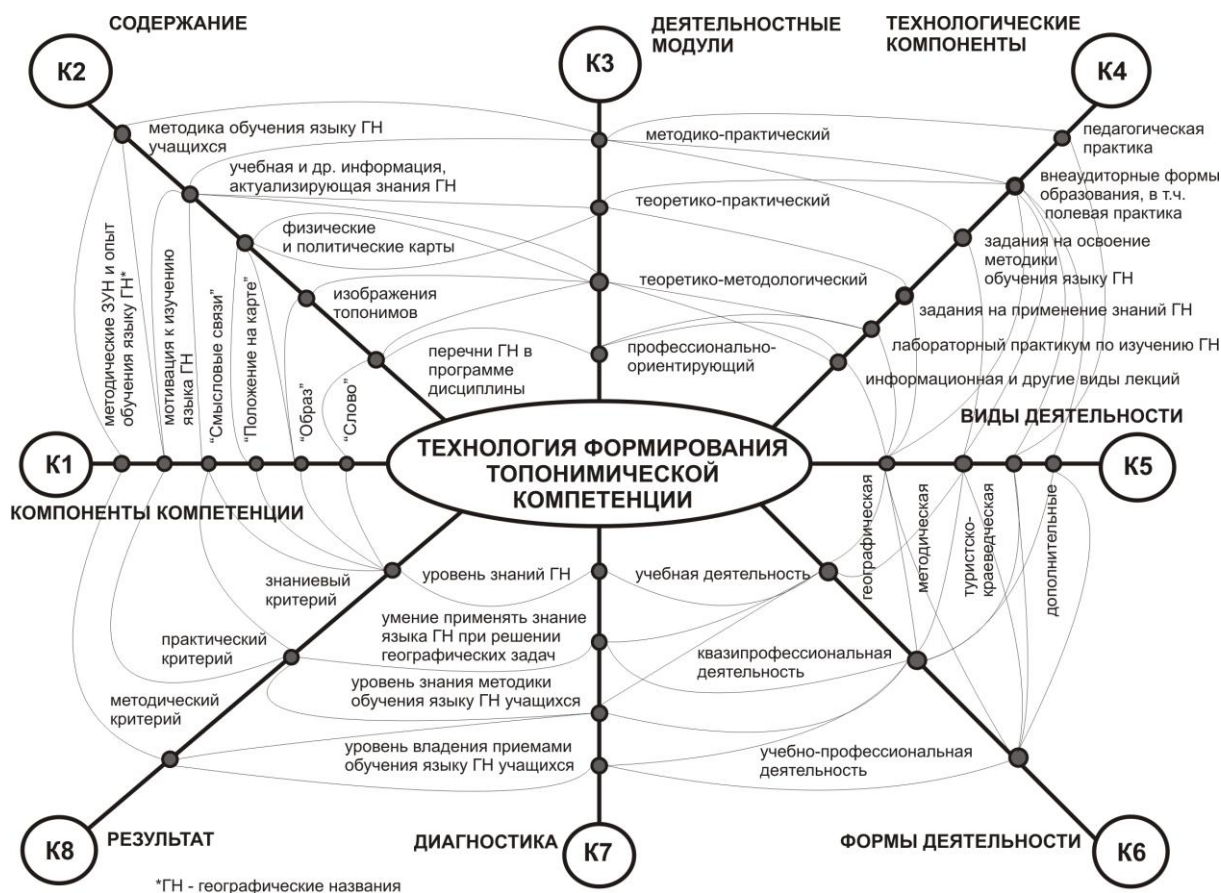 СОДЕРЖАНИЕ
К2
ДЕЯТЕЛЬНОСТНЫЕ
МОДУЛИ
К3
ТЕХНОЛОГИЧЕСКИЕ
КОМПОНЕНТЫ
К4
методика обучения языку ГН
учащихся
учебная и др. информация,
актуализирующая знания ГН
физические
и политические карты
изображения
топонимов
перечни ГН в
программе
дисциплины
методико-практический
теоретико-практический
теоретико-методологический
профессионально-
ориентирующий
педагогическая
практика
внеаудиторные формы
образования, в т.ч.
полевая практика
задания на освоение
методики
обучения языку ГН
задания на применение знаний ГН
лабораторный практикум по изучению ГН
информационная и другие виды лекций
методические ЗУН и опыт
обучения языку ГН*
мотивация к изучению
языка ГН
“Смысловые связи”
“Положение на карте”
“Образ”
“Слово”
К1
КОМПОНЕНТЫ КОМПЕТЕНЦИИ
ТЕХНОЛОГИЯ ФОРМИРОВАНИЯ
ТОПОНИМИЧЕСКОЙ
КОМПЕТЕНЦИИ
ВИДЫ ДЕЯТЕЛЬНОСТИ
К5
географическая
методическая
туристско-
краеведческая
дополнительные
знаниевый
критерий
практический
критерий
методический
критерий
уровень знаний ГН
умение применять знание
языка ГН при решении
географических задач
уровень знания методики
обучения языку ГН учащихся
уровень владения приемами
обучения языку ГН учащихся
учебная деятельность
квазипрофессиональная
деятельность
учебно-профессиональная
деятельность
К8
РЕЗУЛЬТАТ
ДИАГНОСТИКА
К7
ФОРМЫ ДЕЯТЕЛЬНОСТИ
К6
*ГН - географические названия